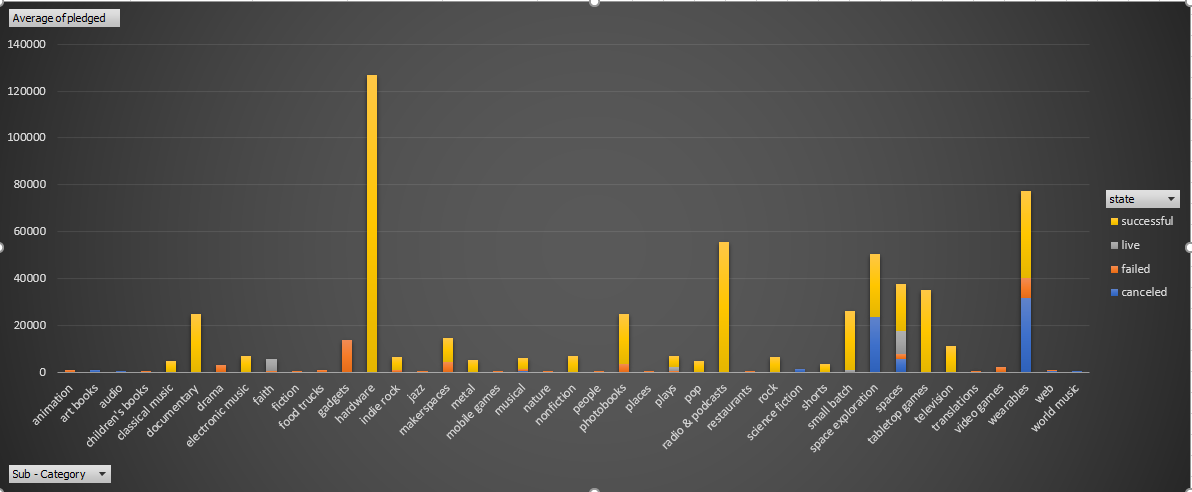 Average of pledged
140000
120000
100000
80000
60000
40000
20000
0
animation
art books
audio
children's books
classical music
documentary
drama
electronic music
faith
fiction
food trucks
gadgets
hardware
indie rock
jazz
makerspaces
metal
mobile games
musical
nature
nonfiction
people
photobooks
places
plays
pop
radio & podcasts
restaurants
rock
science fiction
shorts
small batch
space exploration
spaces
tabletop games
television
translations
video games
wearables
web
world music
state
successful
live
failed
canceled
Sub - Category